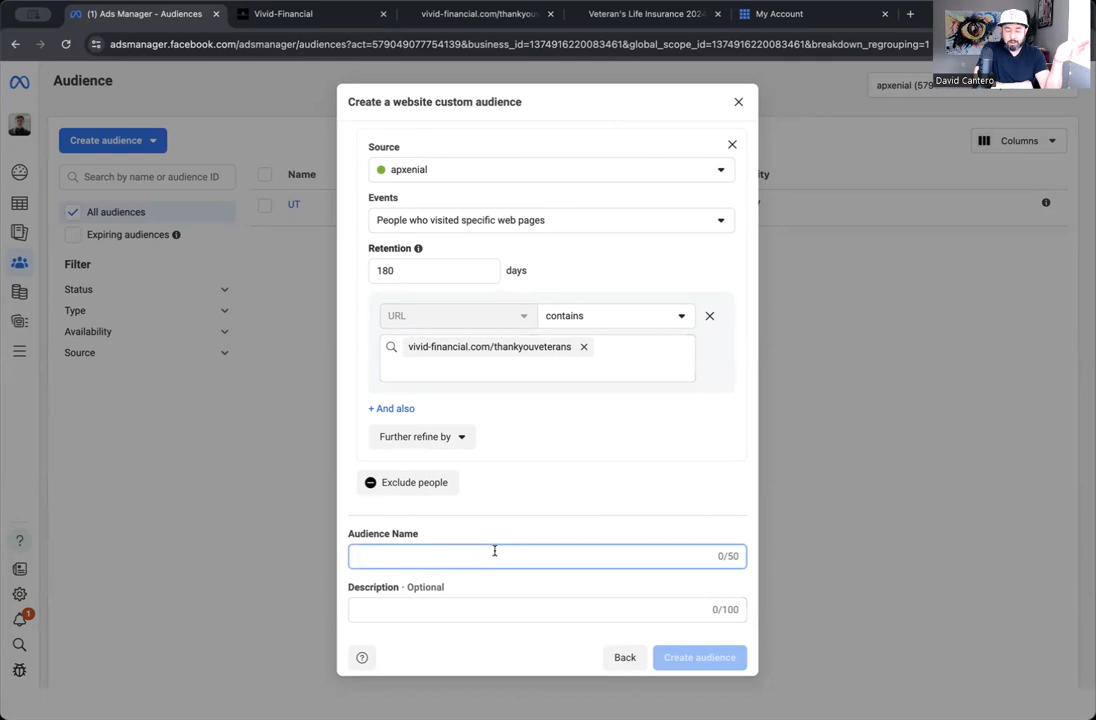 (1) Ads Manager - Audiences
Vivid-Financial
vivid-financial.com/thankyou
Veteran's Life Insurance 2024
My Account
adsmanager.facebook.com/adsmanager/audiences?act=579049077754139&business_id=1374916220083461&global_scope_id=1374916220083461&breakdown_regrouping=1
David Cantero
Audience
apxenial (579
Create audience
Columns
Search by name or audience ID
Name
All audiences
UT
Expiring audiences
Filter
Status
Type
Availability
Source
1
Create a website custom audience
Source
apxenial
Events
People who visited specific web pages
Retention
180
days
URL
contains
vivid-financial.com/thankyouveterans
+ And also
Further refine by
Exclude people
Audience Name
0/50
Description · Optional
0/100
Back
Create audience